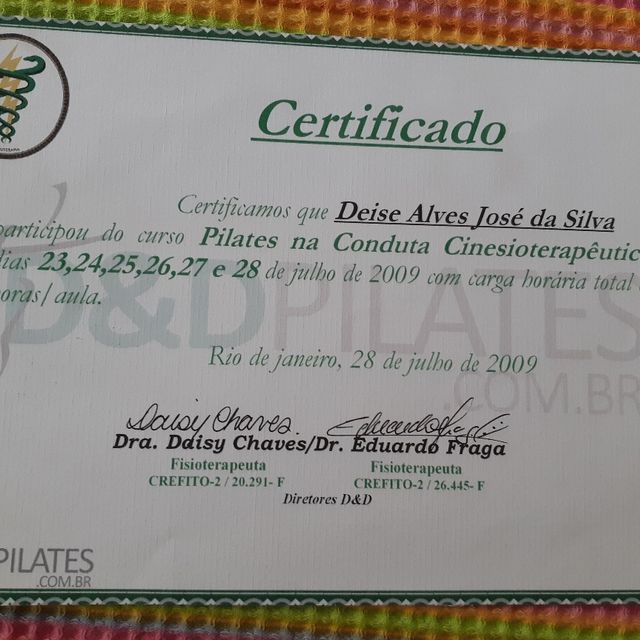 Certificado
Certificamos que Deise Alves José da Silva
participou do curso Pilates na Conduta Cinesioterapêutic
dias 23,24,25,26,27 e 28 de julho de 2009 com carga horária total
horas/aula.
D&DPILATES
.COM.BR
Rio de janeiro, 28 de julho de 2009
Daisy Chaves.
Dra. Daisy Chaves/Dr. Eduardo Fraga
Fisioterapeuta Fisioterapeuta
CREFITO-2 / 20.291- F CREFITO-2 / 26.445- F
Diretores D&D
PILATES
.COM.BR